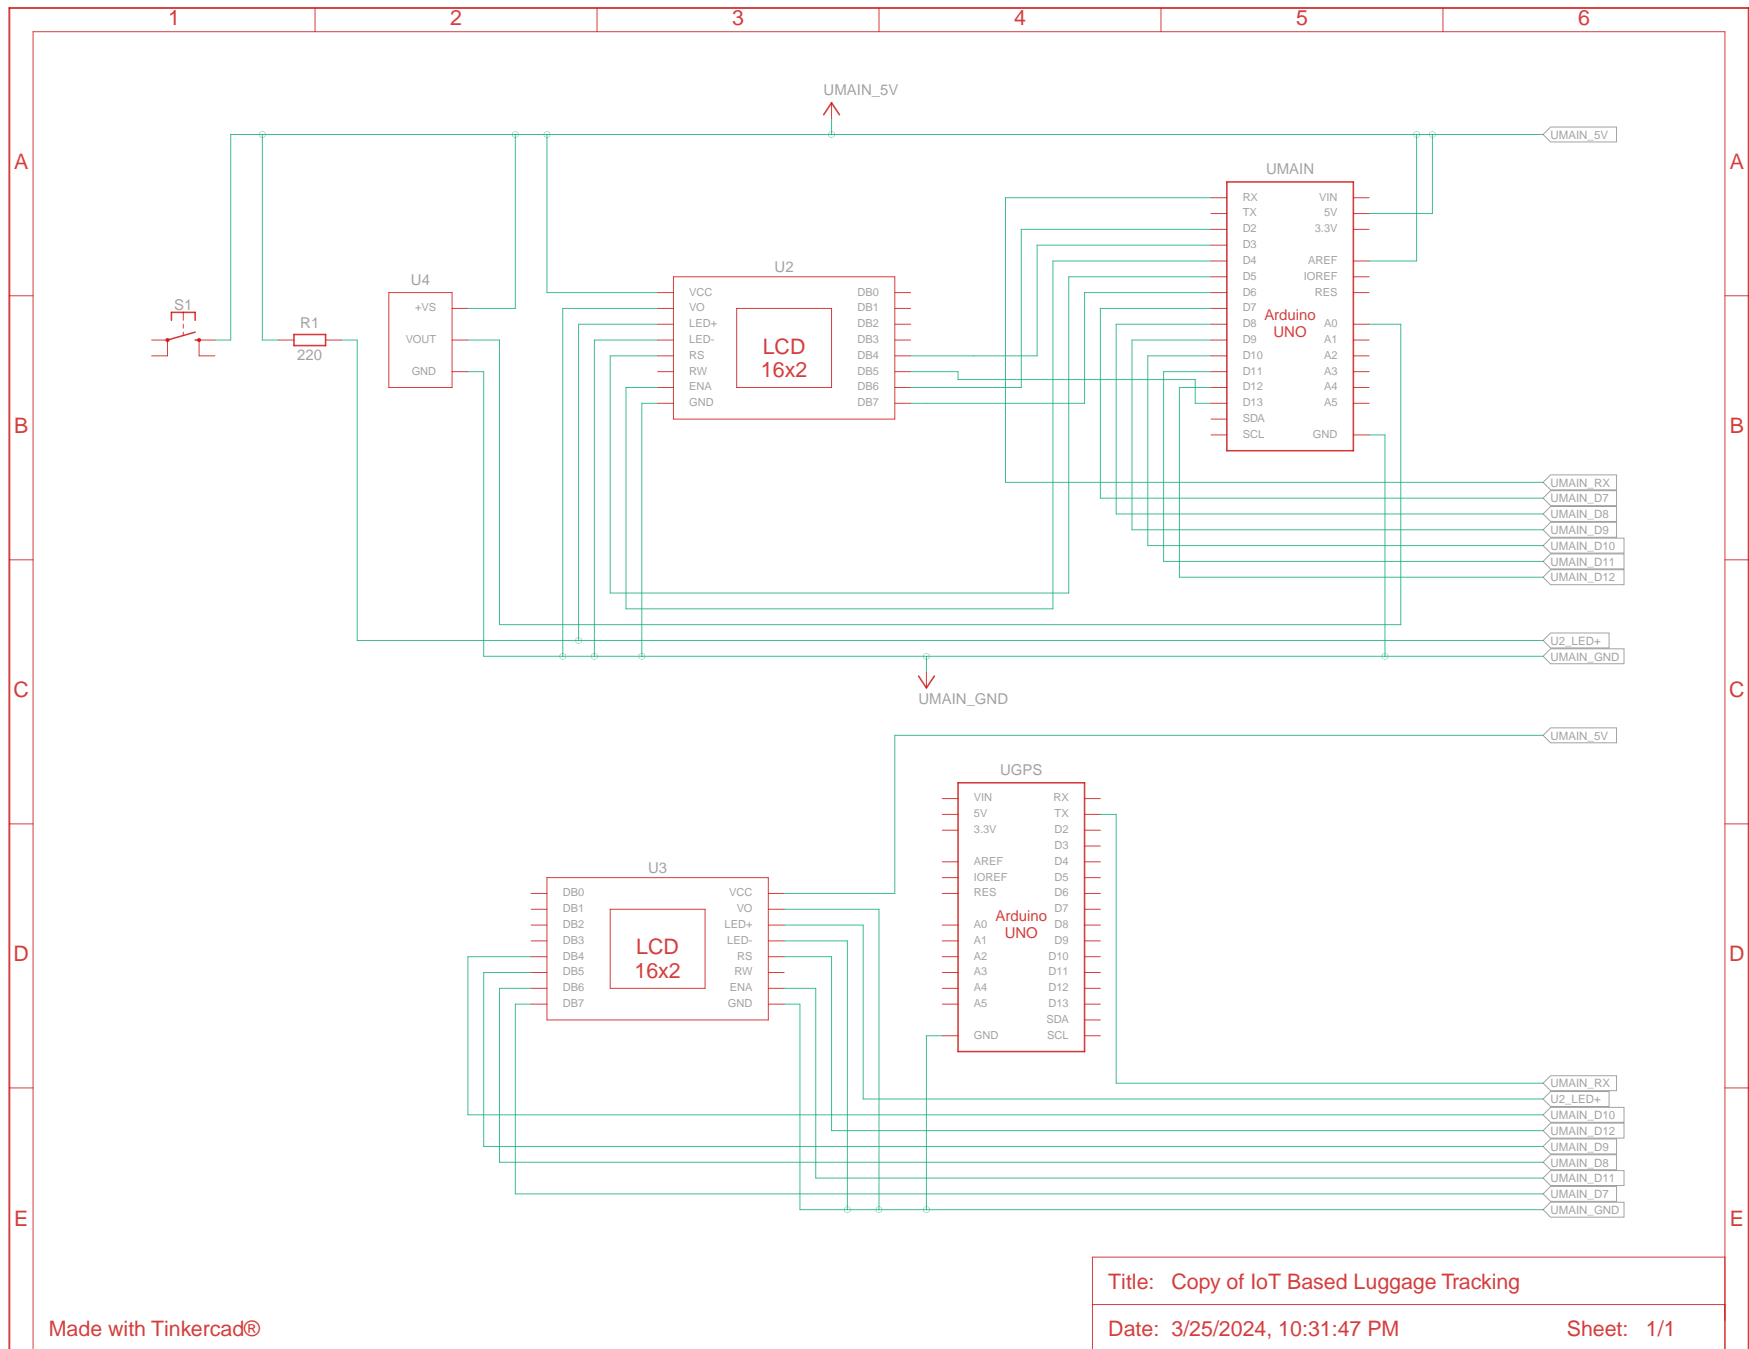 1 2 3 4 5 6
A A
B B
C C
D D
E E
UMAIN_5V
UMAIN_5V
S1
R1
220
U4
+VS
VOUT
GND
U2
VCC DB0
VO DB1
LED+ DB2
LED- DB3
RS DB4
RW DB5
ENA DB6
GND DB7
LCD
16x2
UMAIN
RX VIN
TX 5V
D2 3.3V
D3
D4 AREF
D5 IOREF
D6 RES
D7
D8 A0
D9 A1
D10 A2
D11 A3
D12 A4
D13 A5
SDA
SCL GND
Arduino
UNO
UMAIN_RX
UMAIN_D7
UMAIN_D8
UMAIN_D9
UMAIN_D10
UMAIN_D11
UMAIN_D12
U2_LED+
UMAIN_GND
UMAIN_GND
UMAIN_5V
UGPS
VIN RX
5V TX
3.3V D2
D3
AREF D4
IOREF D5
RES D6
D7
A0 D8
A1 D9
A2 D10
A3 D11
A4 D12
A5 D13
SDA
GND SCL
Arduino
UNO
U3
DB0 VCC
DB1 VO
DB2 LED+
DB3 LED-
DB4 RS
DB5 RW
DB6 ENA
DB7 GND
LCD
16x2
UMAIN_RX
U2_LED+
UMAIN_D10
UMAIN_D12
UMAIN_D9
UMAIN_D8
UMAIN_D11
UMAIN_D7
UMAIN_GND
Title: Copy of IoT Based Luggage Tracking
Made with Tinkercad®
Date: 3/25/2024, 10:31:47 PM Sheet: 1/1